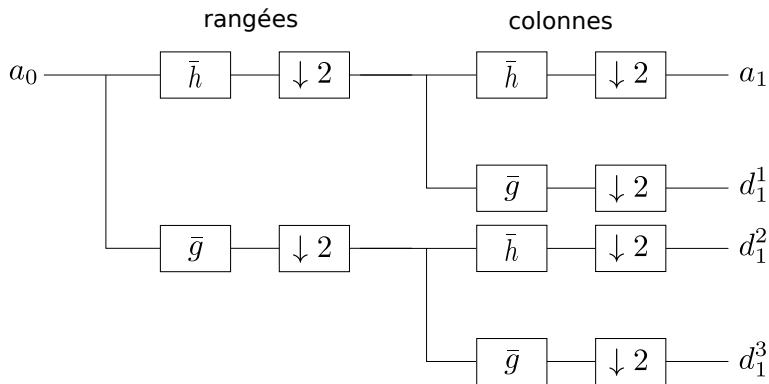 rangées colonnes
a₀ h̄ ↓ 2 h̄ ↓ 2 a₁
ḡ ↓ 2 d₁¹
ḡ ↓ 2 h̄ ↓ 2 d₁²
ḡ ↓ 2 d₁³